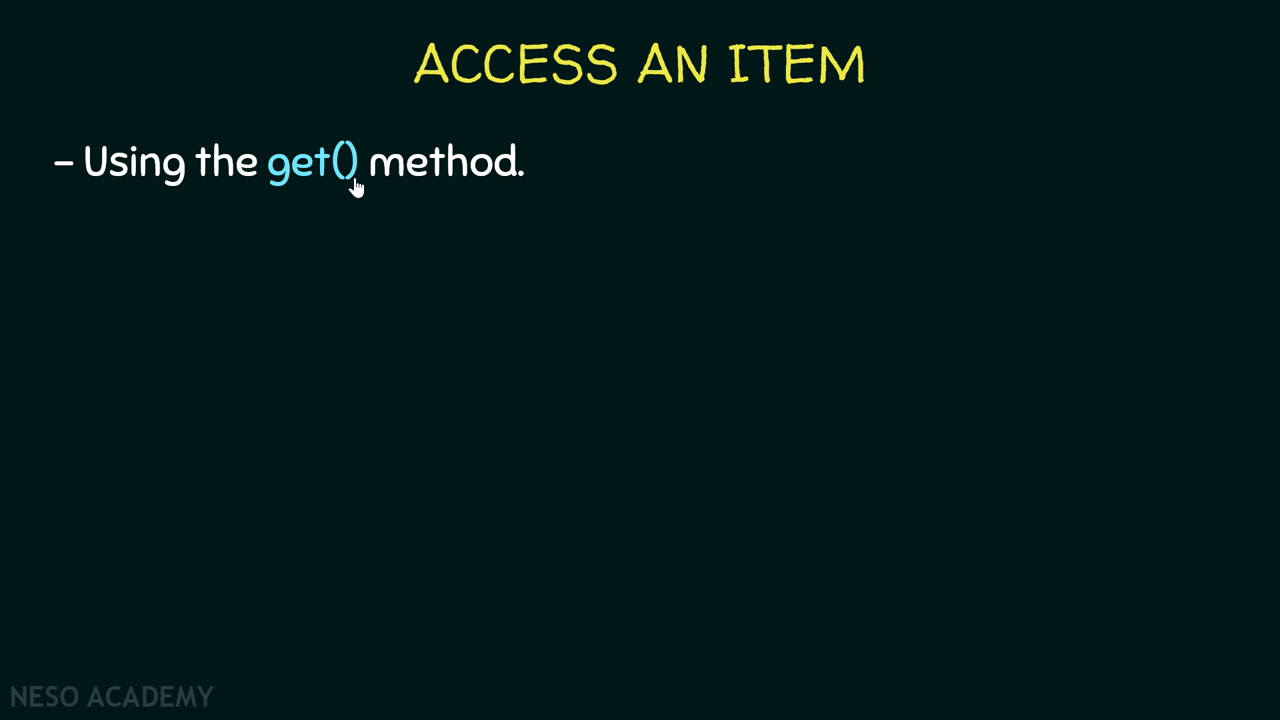 ACCESS AN ITEM
– Using the get() method.
NESO ACADEMY